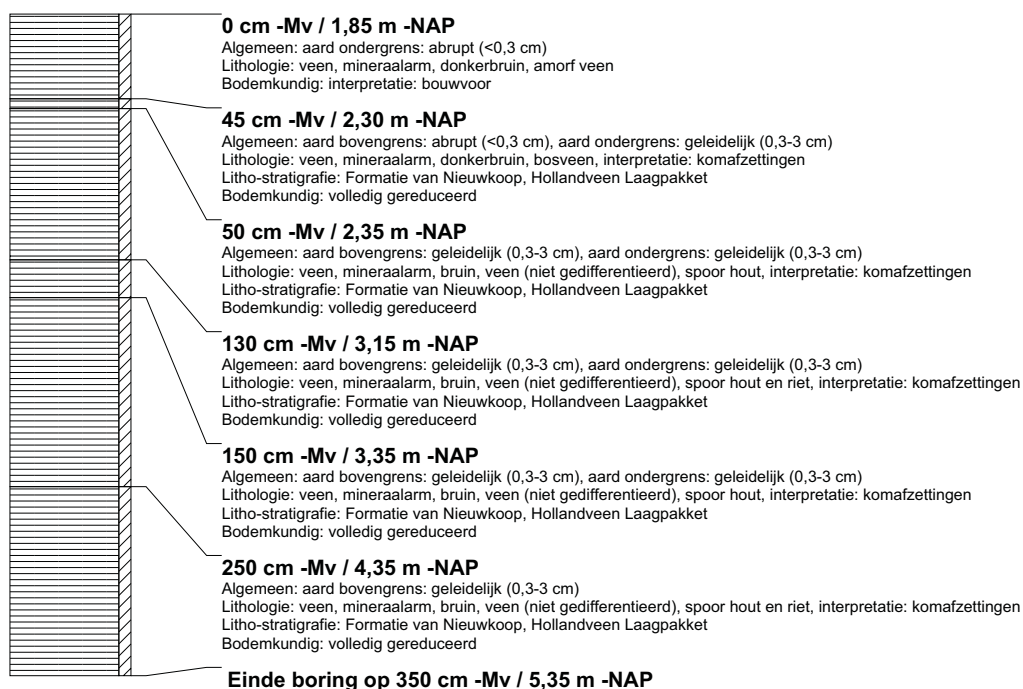 0 cm -Mv / 1,85 m -NAP
Algemeen: aard ondergrens: abrupt (<0,3 cm)
Lithologie: veen, mineraalarm, donkerbruin, amorf veen
Bodemkundig: interpretatie: bouwvoor
45 cm -Mv / 2,30 m -NAP
Algemeen: aard bovengrens: abrupt (<0,3 cm), aard ondergrens: geleidelijk (0,3-3 cm)
Lithologie: veen, mineraalarm, donkerbruin, bosveen, interpretatie: komafzettingen
Litho-stratigrafie: Formatie van Nieuwkoop, Hollandveen Laagpakket
Bodemkundig: volledig gereduceerd
50 cm -Mv / 2,35 m -NAP
Algemeen: aard bovengrens: geleidelijk (0,3-3 cm), aard ondergrens: geleidelijk (0,3-3 cm)
Lithologie: veen, mineraalarm, bruin, veen (niet gedifferentieerd), spoor hout, interpretatie: komafzettingen
Litho-stratigrafie: Formatie van Nieuwkoop, Hollandveen Laagpakket
Bodemkundig: volledig gereduceerd
130 cm -Mv / 3,15 m -NAP
Algemeen: aard bovengrens: geleidelijk (0,3-3 cm), aard ondergrens: geleidelijk (0,3-3 cm)
Lithologie: veen, mineraalarm, bruin, veen (niet gedifferentieerd), spoor hout en riet, interpretatie: komafzettingen
Litho-stratigrafie: Formatie van Nieuwkoop, Hollandveen Laagpakket
Bodemkundig: volledig gereduceerd
150 cm -Mv / 3,35 m -NAP
Algemeen: aard bovengrens: geleidelijk (0,3-3 cm), aard ondergrens: geleidelijk (0,3-3 cm)
Lithologie: veen, mineraalarm, bruin, veen (niet gedifferentieerd), spoor hout, interpretatie: komafzettingen
Litho-stratigrafie: Formatie van Nieuwkoop, Hollandveen Laagpakket
Bodemkundig: volledig gereduceerd
250 cm -Mv / 4,35 m -NAP
Algemeen: aard bovengrens: geleidelijk (0,3-3 cm)
Lithologie: veen, mineraalarm, bruin, veen (niet gedifferentieerd), spoor hout en riet, interpretatie: komafzettingen
Litho-stratigrafie: Formatie van Nieuwkoop, Hollandveen Laagpakket
Bodemkundig: volledig gereduceerd
Einde boring op 350 cm -Mv / 5,35 m -NAP